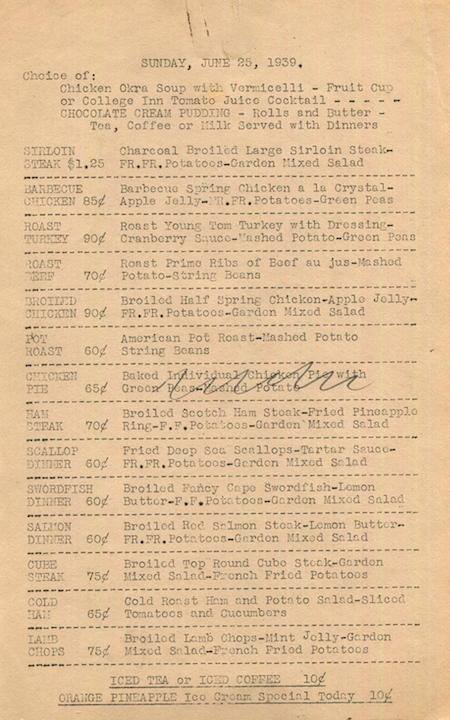 SUNDAY, JUNE 25, 1939.
Choice of:
Chicken Okra Soup with Vermicelli - Fruit Cup
or College Inn Tomato Juice Cocktail - - - - -
CHOCOLATE CREAM PUDDING - Rolls and Butter -
Tea, Coffee or Milk Served with Dinners
SIRLOIN Charcoal Broiled Large Sirloin Steak-
STEAK $1.25 FR.FR.Potatoes-Garden Mixed Salad
BARBECUE Barbecue Spring Chicken a la Crystal-
CHICKEN 85¢ Apple Jelly-FR.FR.Potatoes-Green Peas
ROAST Roast Young Tom Turkey with Dressing-
TURKEY 90¢ Cranberry Sauce-Mashed Potato-Green Peas
ROAST Roast Prime Ribs of Beef au jus-Mashed
BEEF 70¢ Potato-String Beans
BROILED Broiled Half Spring Chicken-Apple Jelly-
CHICKEN 90¢ FR.FR.Potatoes-Garden Mixed Salad
POT American Pot Roast-Mashed Potato
ROAST 60¢ String Beans
CHICKEN Baked Individual Chicken Pie with
PIE 65¢ Green Peas-Mashed Potato
HAM Broiled Scotch Ham Steak-Fried Pineapple
STEAK 70¢ Ring-F.F.Potatoes-Garden Mixed Salad
SCALLOP Fried Deep Sea Scallops-Tartar Sauce-
DINNER 60¢ FR.FR.Potatoes-Garden Mixed Salad
SWORDFISH Broiled Fancy Cape Swordfish-Lemon
DINNER 60¢ Butter-F.F.Potatoes-Garden Mixed Salad
SALMON Broiled Red Salmon Steak-Lemon Butter-
DINNER 60¢ FR.FR.Potatoes-Garden Mixed Salad
CUBE Broiled Top Round Cube Steak-Garden
STEAK 75¢ Mixed Salad-French Fried Potatoes
COLD Cold Roast Ham and Potato Salad-Sliced
HAM 65¢ Tomatoes and Cucumbers
LAMB Broiled Lamb Chops-Mint Jelly-Garden
CHOPS 75¢ Mixed Salad-French Fried Potatoes
ICED TEA or ICED COFFEE 10¢
ORANGE PINEAPPLE Ice Cream Special Today 10¢